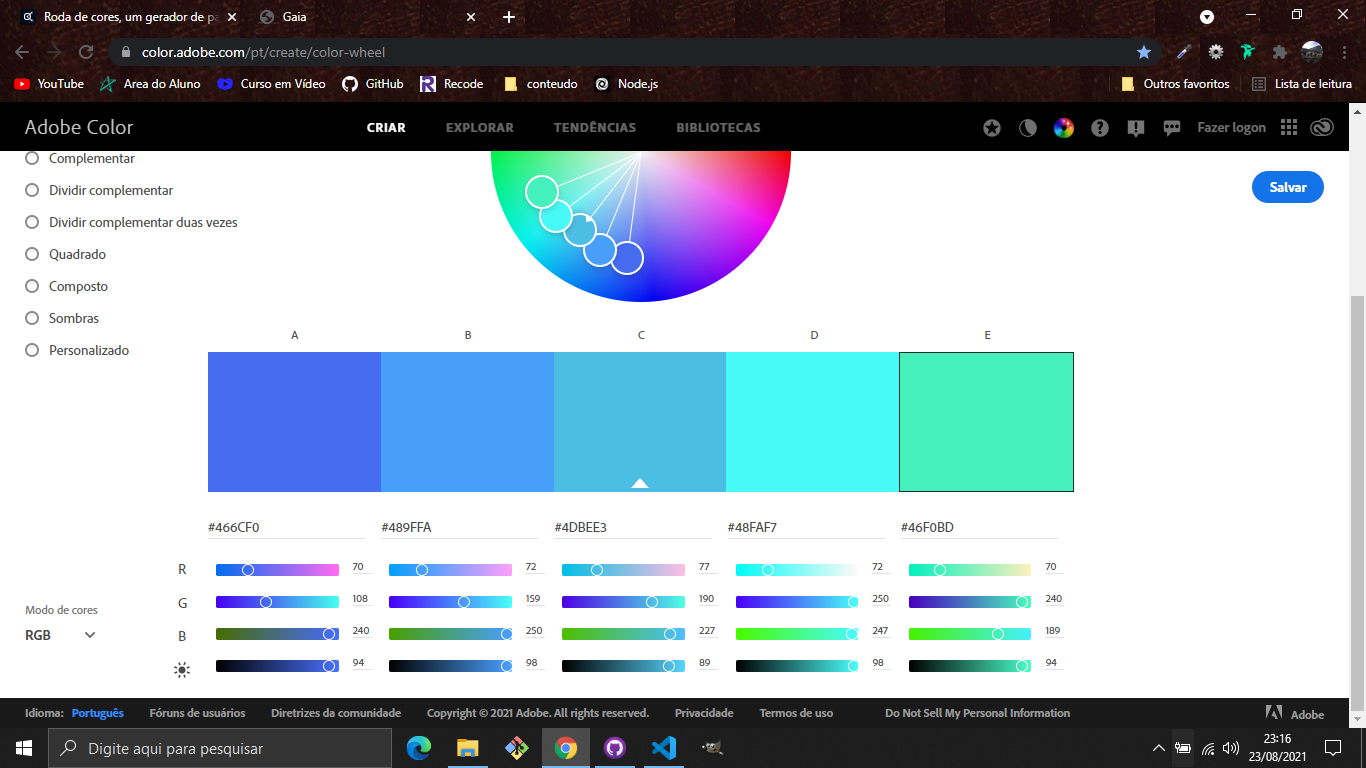 Roda de cores, um gerador de pa
Gaia
color.adobe.com/pt/create/color-wheel
YouTube
Area do Aluno
Curso em Vídeo
GitHub
Recode
conteudo
Node.js
Outros favoritos
Lista de leitura
Adobe Color
CRIAR
EXPLORAR
TENDÊNCIAS
BIBLIOTECAS
Fazer logon
Complementar
Dividir complementar
Dividir complementar duas vezes
Quadrado
Composto
Sombras
Personalizado
Salvar
A B C D E
#466CF0 #489FFA #4DBEE3 #48FAF7 #46F0BD
R 70 72 77 72 70
G 108 159 190 250 240
B 240 250 227 247 189
94 98 89 98 94
Modo de cores
RGB
Idioma: Português Fóruns de usuários Diretrizes da comunidade Copyright © 2021 Adobe. All rights reserved. Privacidade Termos de uso Do Not Sell My Personal Information Adobe
Digite aqui para pesquisar
23:16
23/08/2021